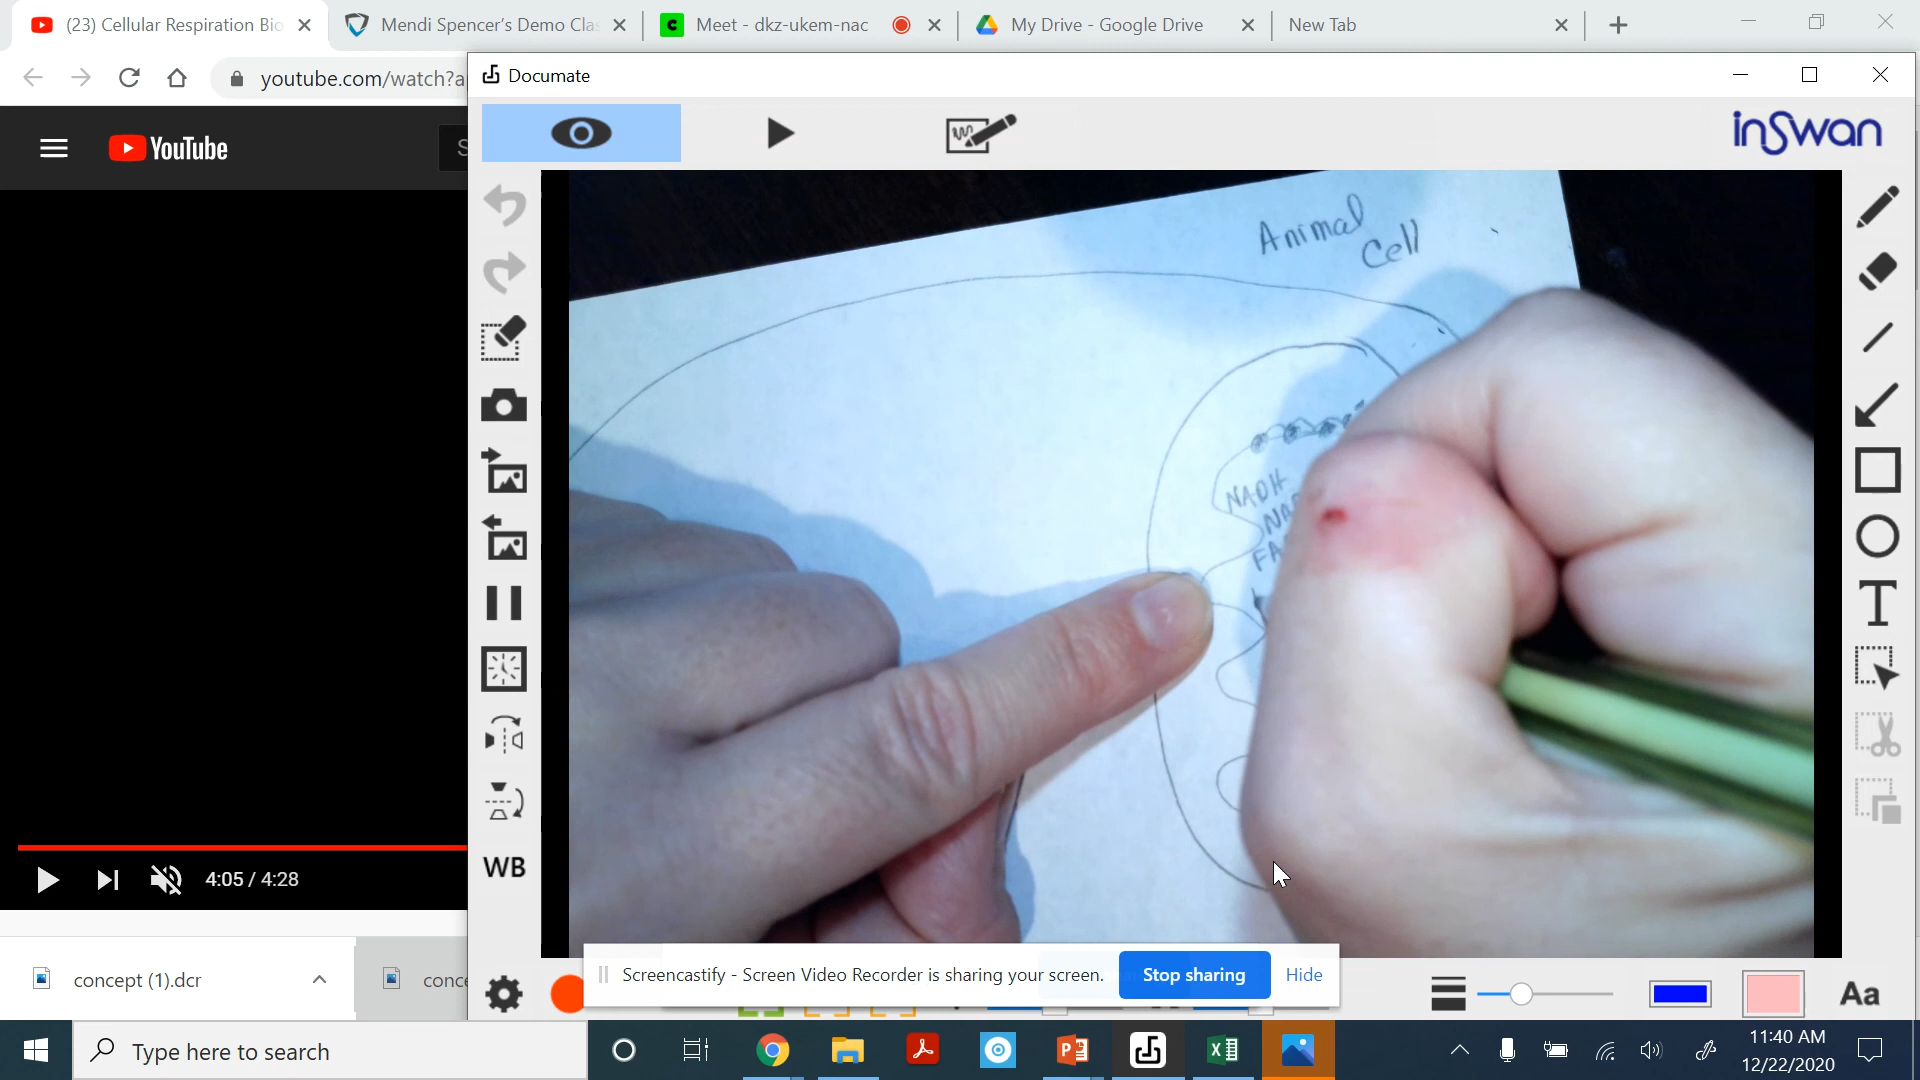 (23) Cellular Respiration Bio
Mendi Spencer's Demo Clas
Meet - dkz-ukem-nac
My Drive - Google Drive
New Tab
youtube.com/watch?a
Documate
YouTube
S
inSwan
Animal
Cell
NADH
4:05 / 4:28
WB
concept (1).dcr
conce
Screencastify - Screen Video Recorder is sharing your screen.
Stop sharing
Hide
Aa
Type here to search
11:40 AM
12/22/2020